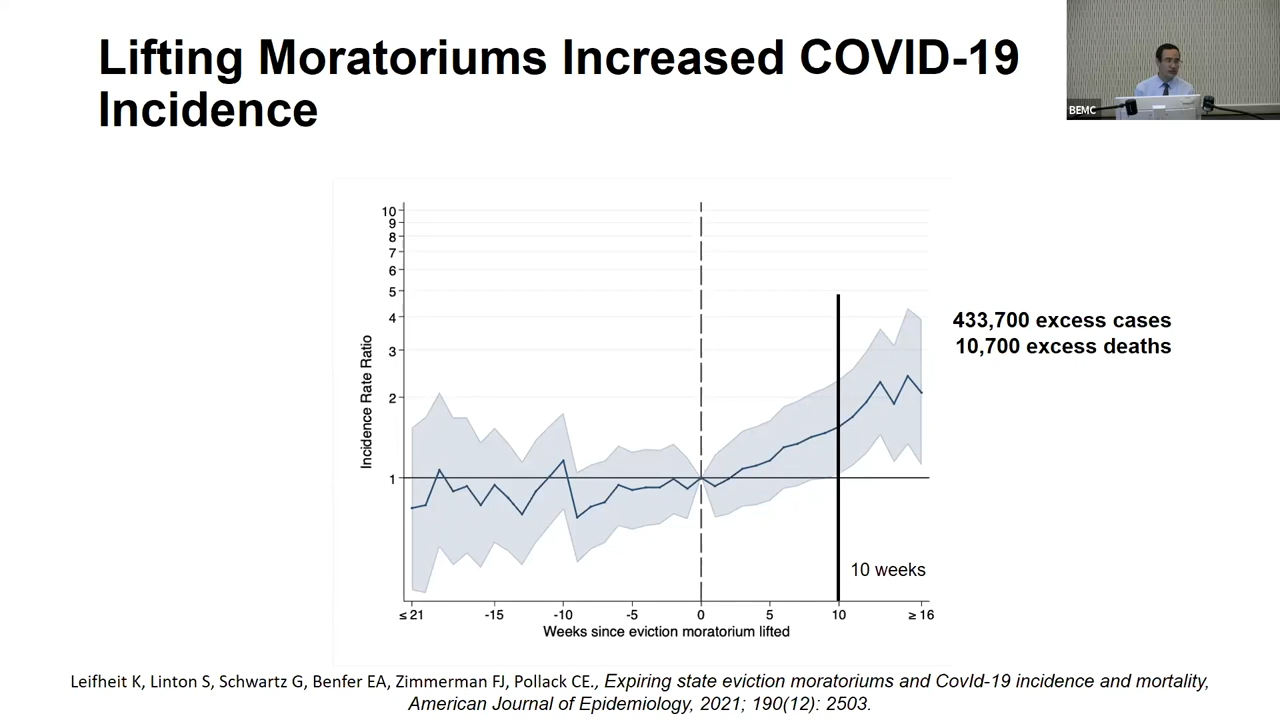 Lifting Moratoriums Increased COVID-19
Incidence
BEMC
10
9
8
7
6
5
4
3
2
1
Incidence Rate Ratio
433,700 excess cases
10,700 excess deaths
10 weeks
≤ 21
-15
-10
-5
0
5
10
≥ 16
Weeks since eviction moratorium lifted
Leifheit K, Linton S, Schwartz G, Benfer EA, Zimmerman FJ, Pollack CE., Expiring state eviction moratoriums and CovId-19 incidence and mortality,
American Journal of Epidemiology, 2021; 190(12): 2503.